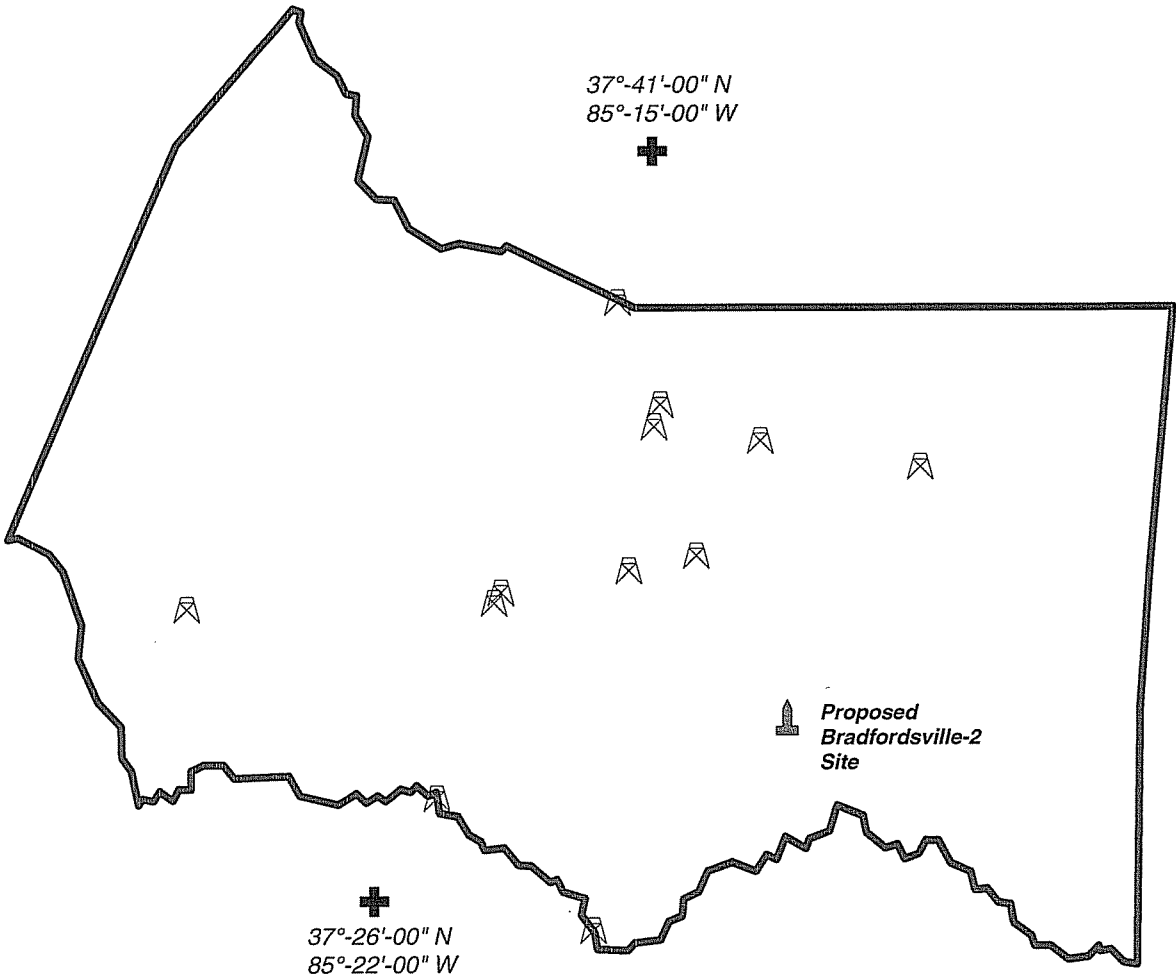 37°-41'-00" N
85°-15'-00" W
Proposed
Bradfordsville-2
Site
37°-26'-00" N
85°-22'-00" W